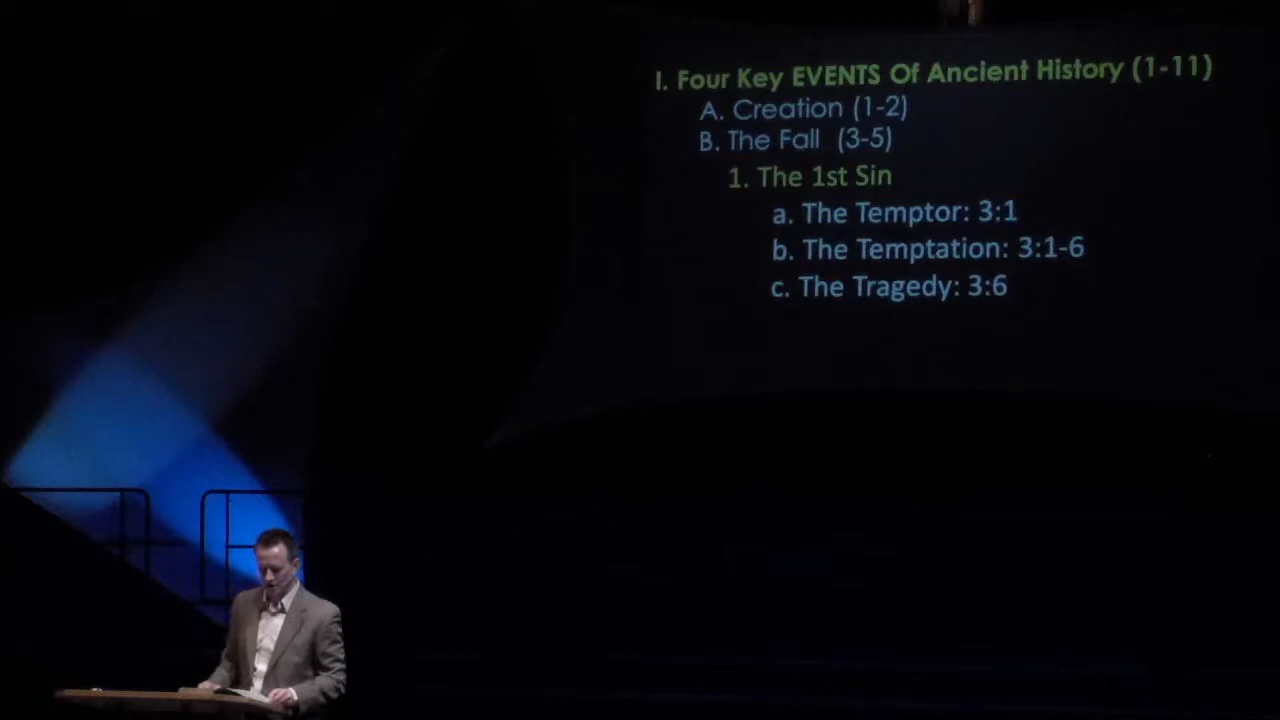 I. Four Key EVENTS Of Ancient History (1-11)
A. Creation (1-2)
B. The Fall (3-5)
1. The 1st Sin
a. The Temptor: 3:1
b. The Temptation: 3:1-6
c. The Tragedy: 3:6